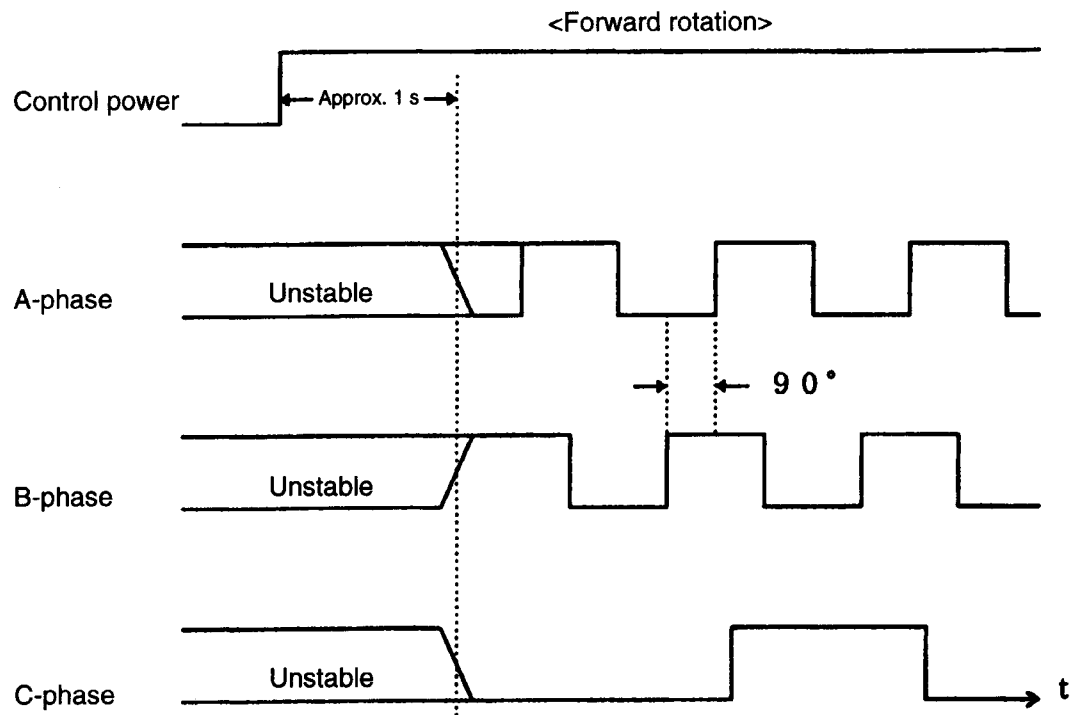 <Forward rotation>
Control power
Approx. 1 s
A-phase
Unstable
90°
B-phase
Unstable
C-phase
Unstable
t